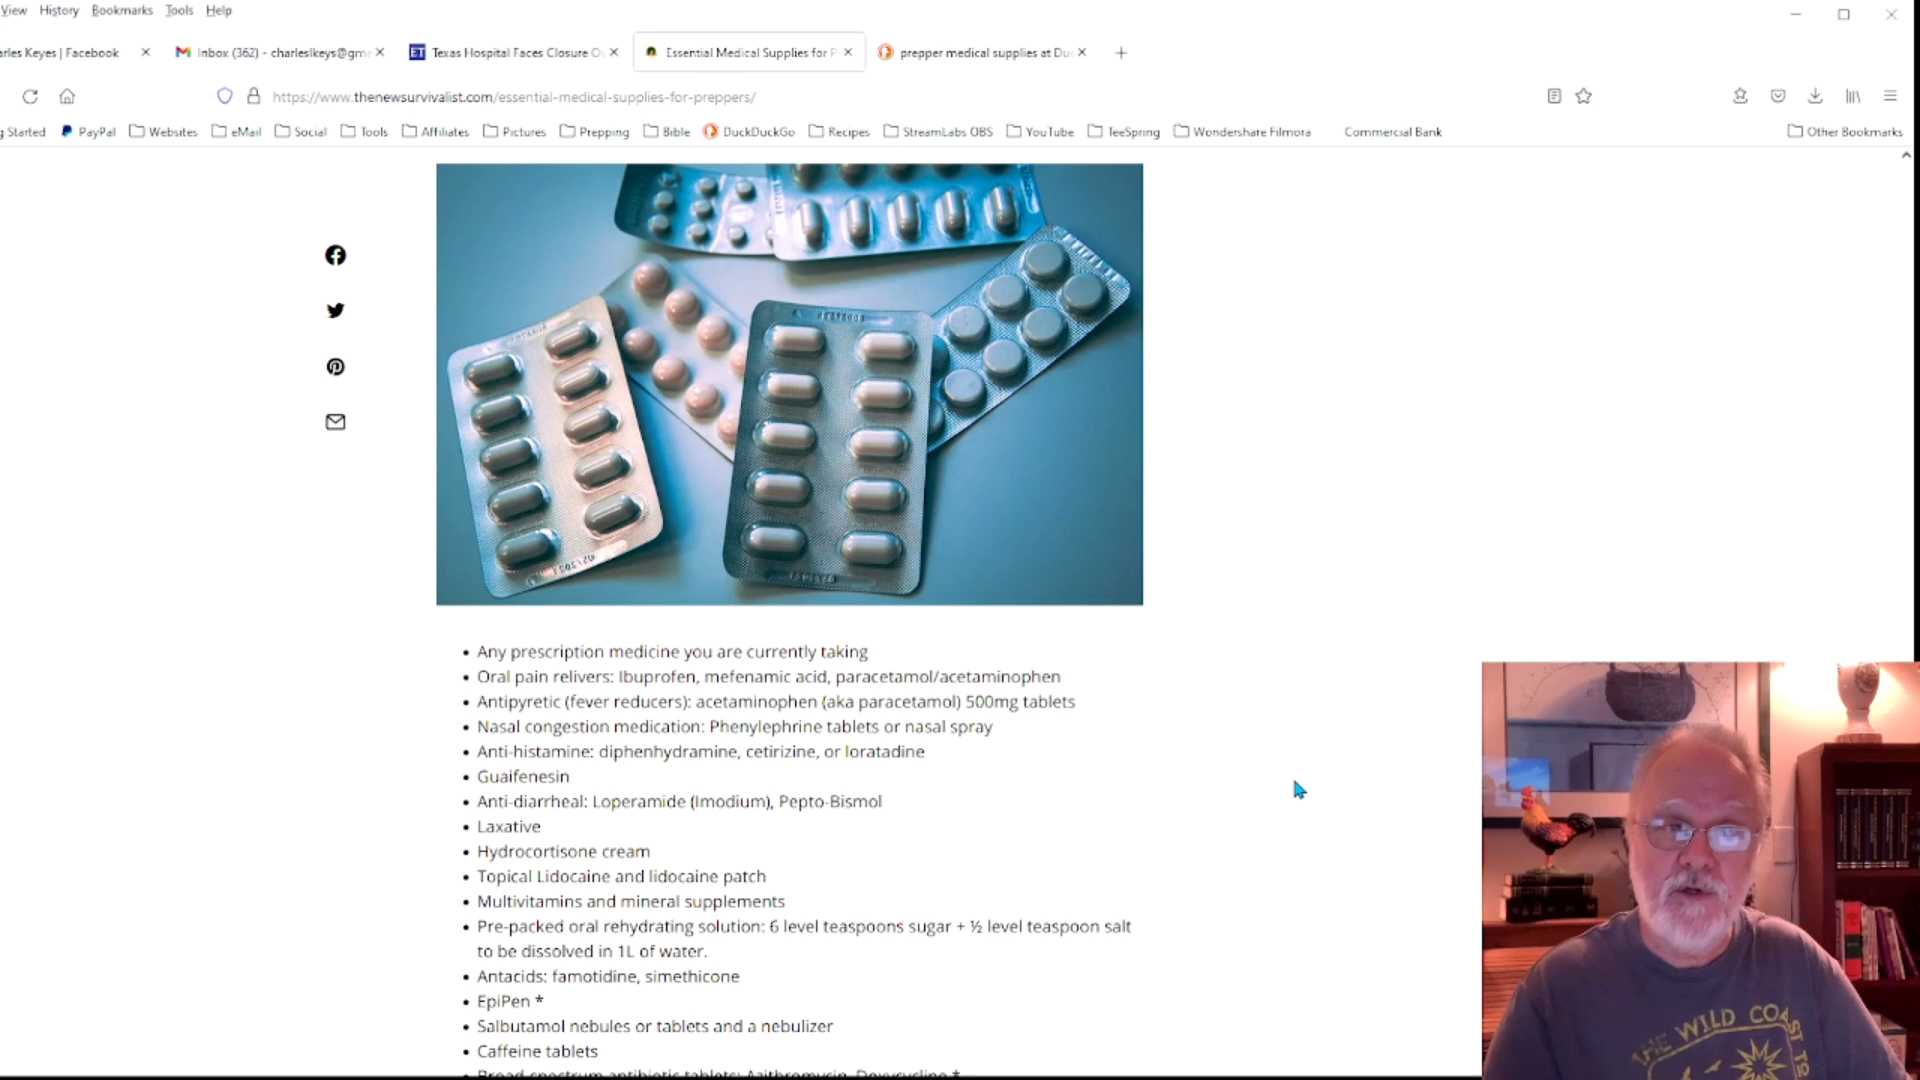 View History Bookmarks Tools Help
rles Keyes | Facebook
Inbox (362) - charleslkeys@gm
ET Texas Hospital Faces Closure O
Essential Medical Supplies for P
prepper medical supplies at Du
https://www.thenewsurvivalist.com/essential-medical-supplies-for-preppers/
g Started PayPal Websites eMail Social Tools Affiliates Pictures Prepping Bible DuckDuckGo Recipes StreamLabs OBS YouTube TeeSpring Wondershare Filmora Commercial Bank Other Bookmarks
• Any prescription medicine you are currently taking
• Oral pain relivers: Ibuprofen, mefenamic acid, paracetamol/acetaminophen
• Antipyretic (fever reducers): acetaminophen (aka paracetamol) 500mg tablets
• Nasal congestion medication: Phenylephrine tablets or nasal spray
• Anti-histamine: diphenhydramine, cetirizine, or loratadine
• Guaifenesin
• Anti-diarrheal: Loperamide (Imodium), Pepto-Bismol
• Laxative
• Hydrocortisone cream
• Topical Lidocaine and lidocaine patch
• Multivitamins and mineral supplements
• Pre-packed oral rehydrating solution: 6 level teaspoons sugar + ½ level teaspoon salt
to be dissolved in 1L of water.
• Antacids: famotidine, simethicone
• EpiPen *
• Salbutamol nebules or tablets and a nebulizer
• Caffeine tablets
• Broad-spectrum antibiotic tablets: Azithromycin, Doxycycline *
THE WILD COAST